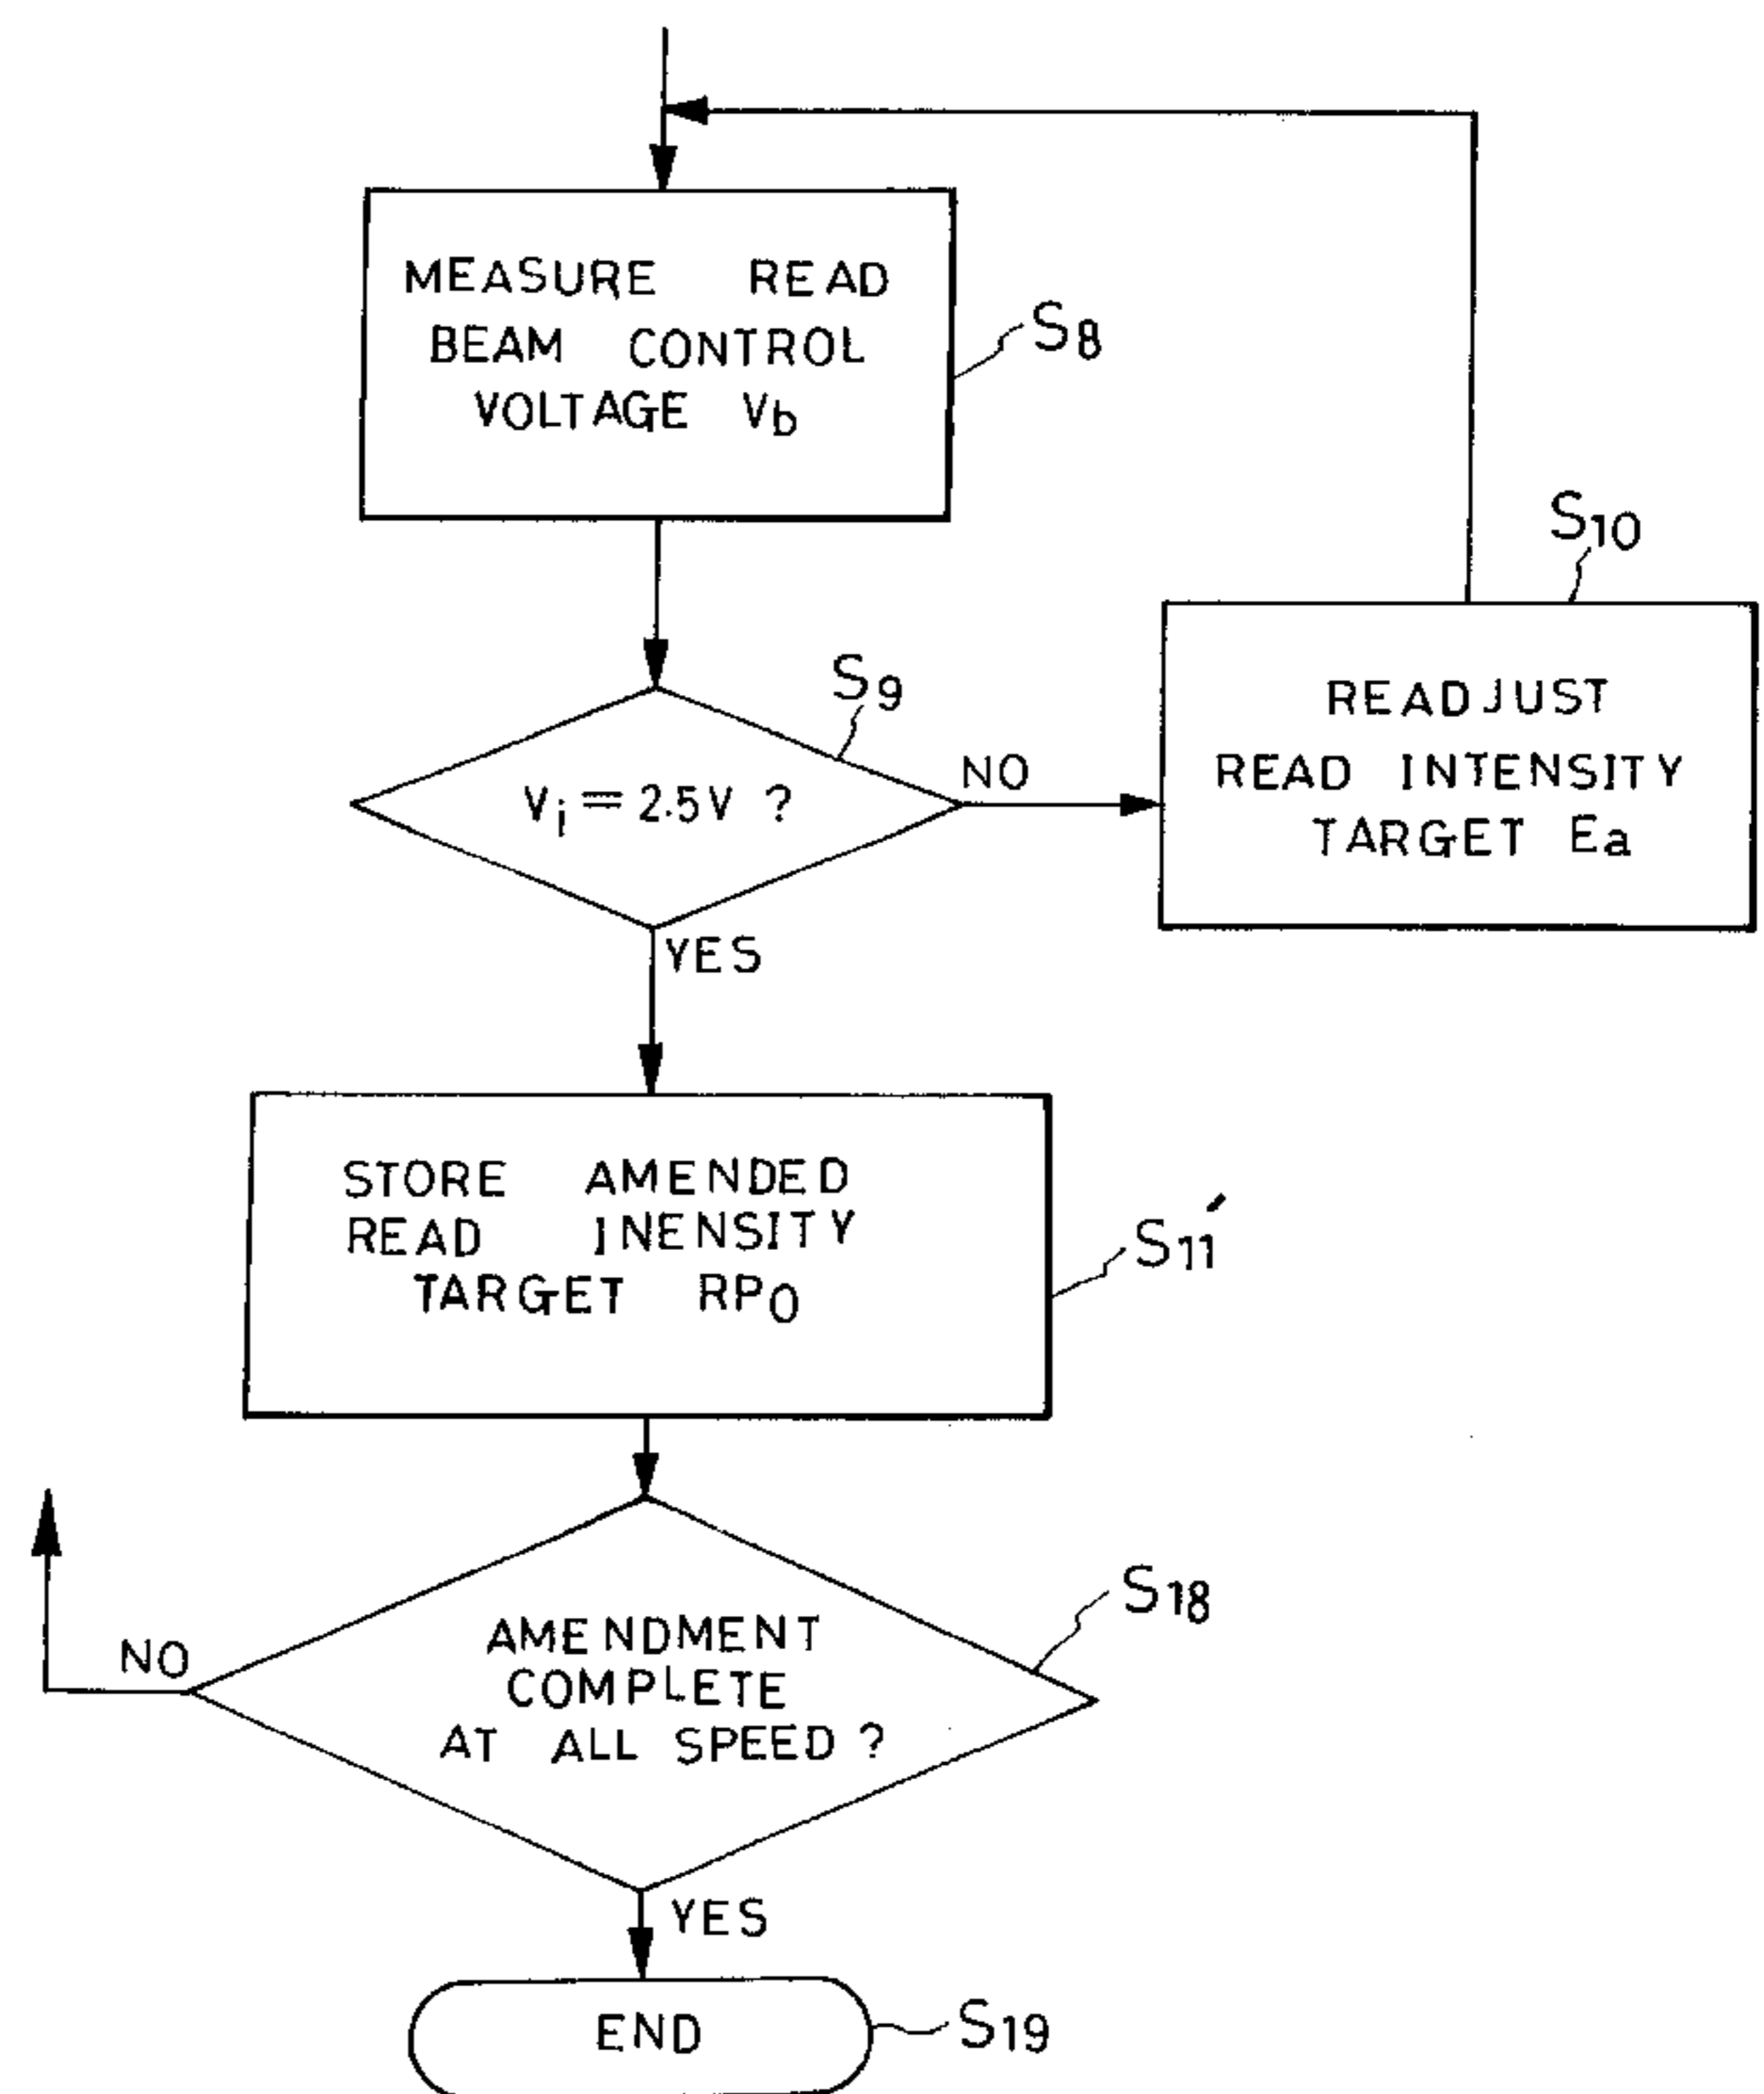 MEASURE READ
BEAM CONTROL
VOLTAGE Vb
S8
S9
Vi = 2.5V ?
NO
S10
READJUST
READ INTENSITY
TARGET Ea
YES
STORE AMENDED
READ INENSITY
TARGET RP0
S11'
AMENDMENT
COMPLETE
AT ALL SPEED ?
S18
NO
YES
END
S19